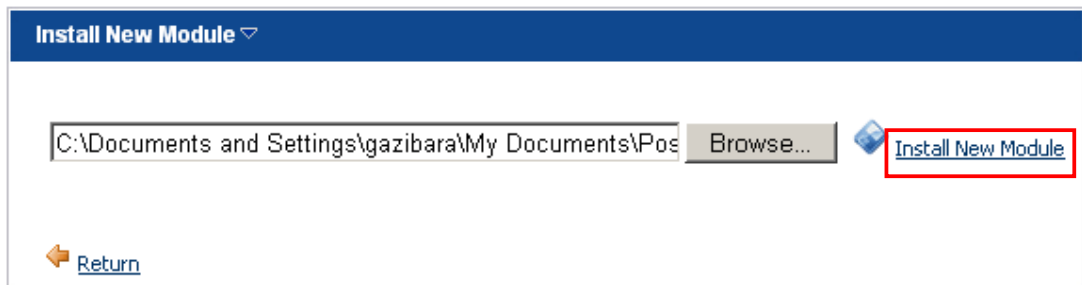 Install New Module
C:\Documents and Settings\gazibara\My Documents\Pos Browse... Install New Module
Return